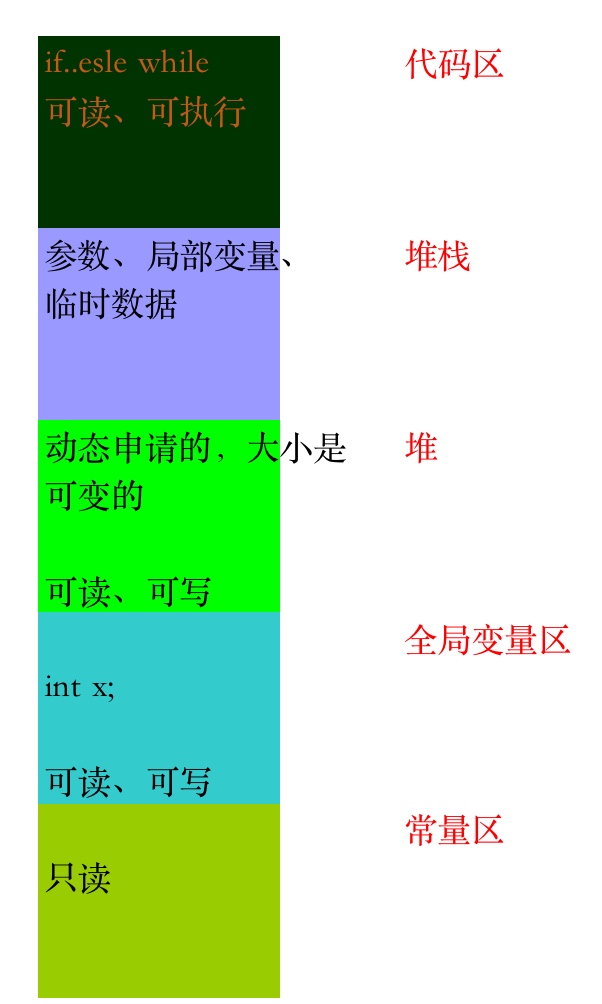 if..esle while
代码区
可读、可执行
参数、局部变量、
堆栈
临时数据
动态申请的，大小是
堆
可变的
可读、可写
全局变量区
int x;
可读、可写
常量区
只读